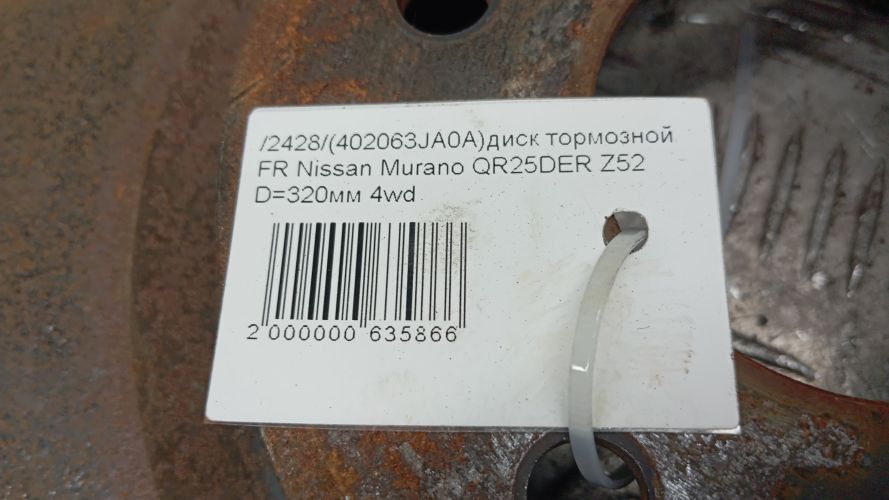 /2428/(402063JA0A)диск тормозной
FR Nissan Murano QR25DER Z52
D=320мм 4wd
2 000000 635866